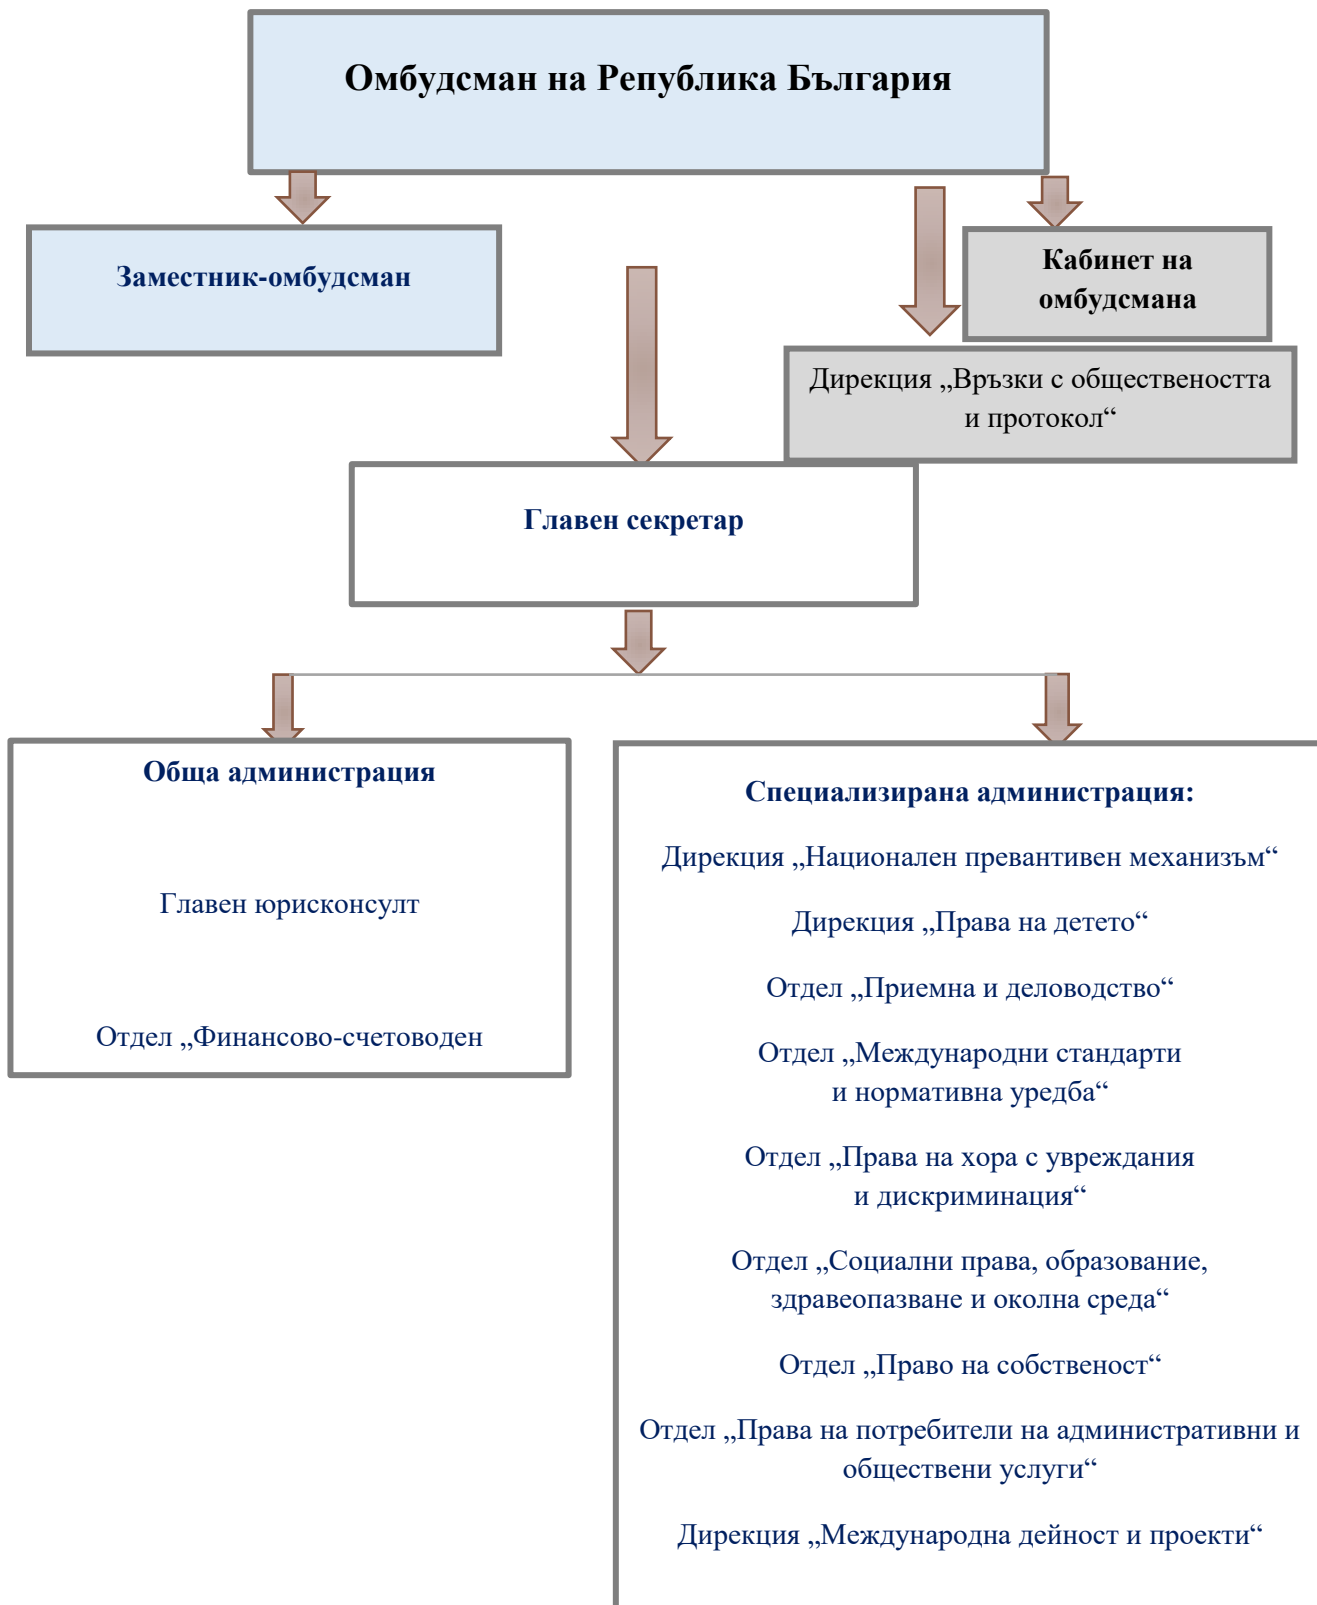 Омбудсман на Република България
Заместник-омбудсман
Кабинет на
омбудсмана
Дирекция „Връзки с обществеността
и протокол“
Главен секретар
Обща администрация
Главен юрисконсулт
Отдел „Финансово-счетоводен
Специализирана администрация:
Дирекция „Национален превантивен механизъм“
Дирекция „Права на детето“
Отдел „Приемна и деловодство“
Отдел „Международни стандарти
и нормативна уредба“
Отдел „Права на хора с увреждания
и дискриминация“
Отдел „Социални права, образование,
здравеопазване и околна среда“
Отдел „Право на собственост“
Отдел „Права на потребители на административни и
обществени услуги“
Дирекция „Международна дейност и проекти“